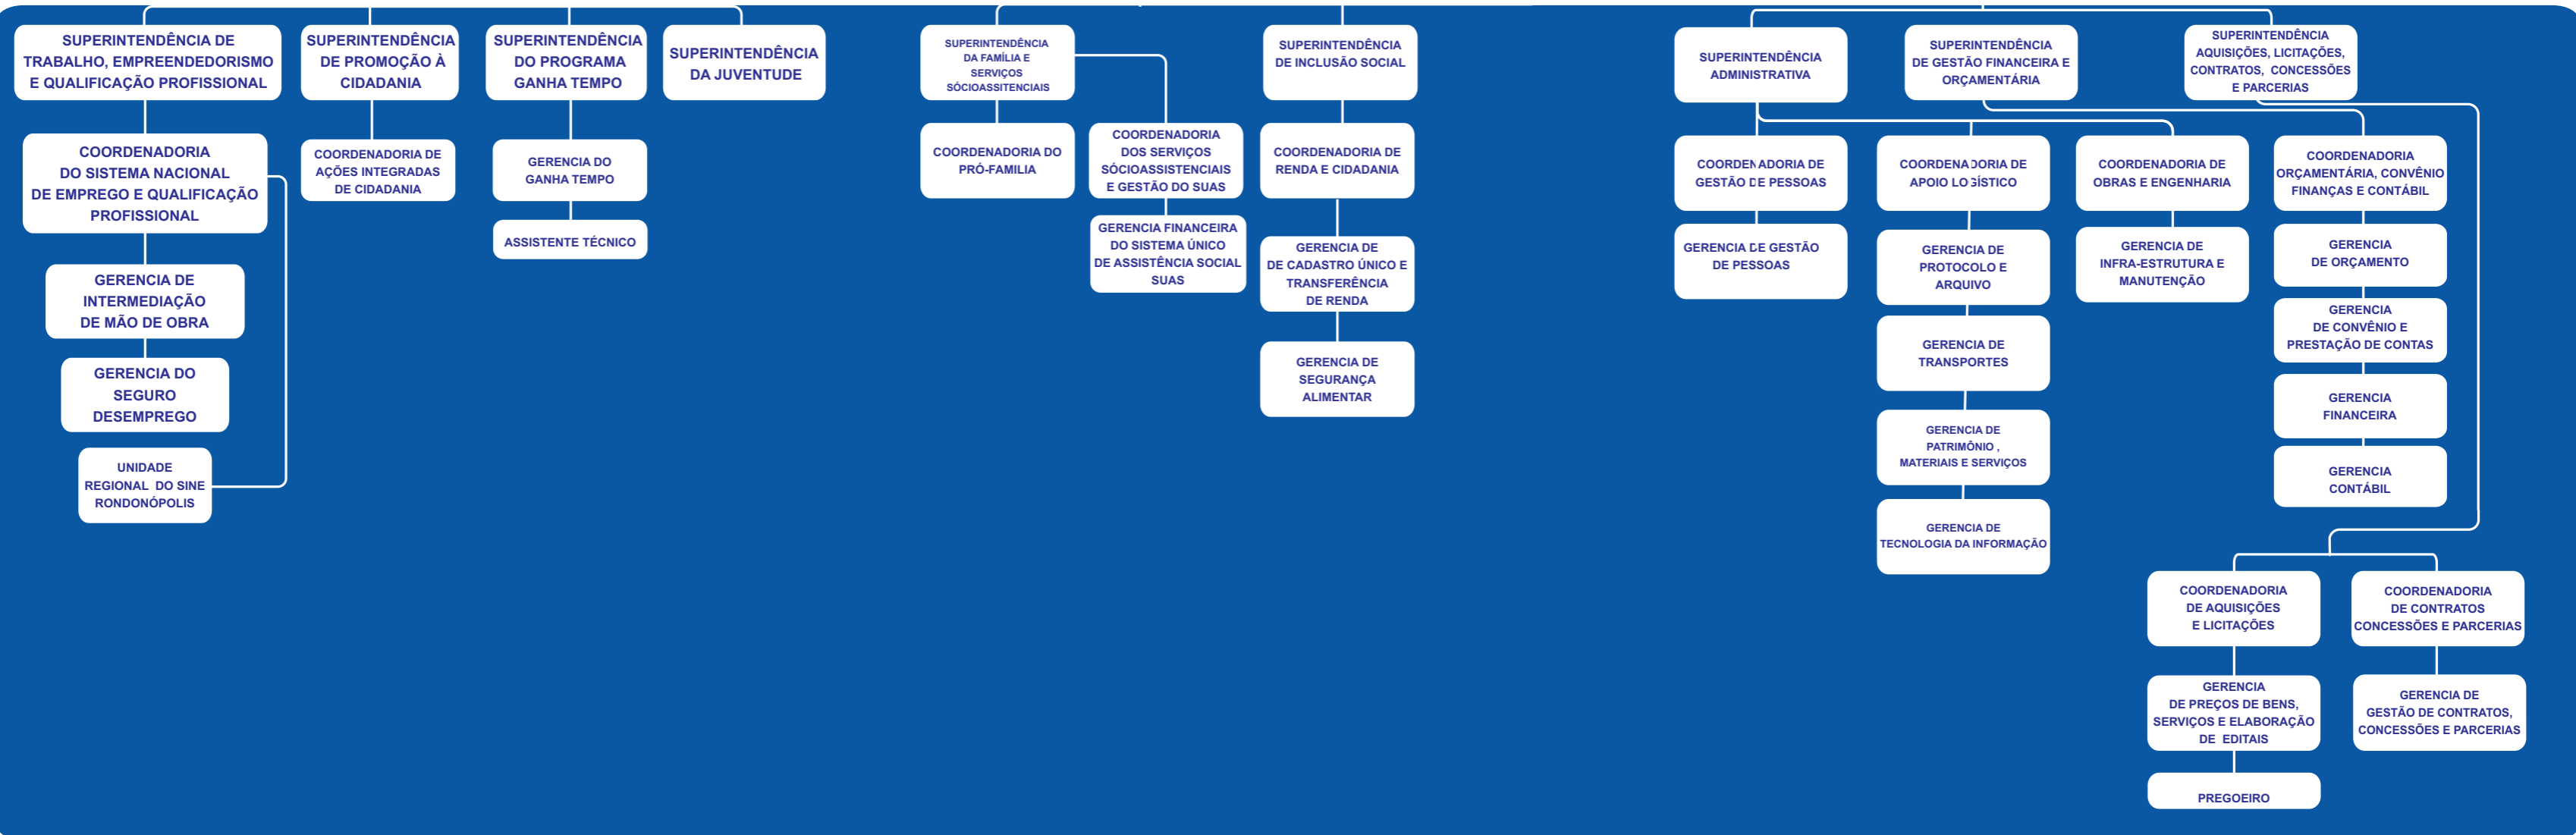 SUPERINTENDÊNCIA DE
TRABALHO, EMPREENDEDORISMO
E QUALIFICAÇÃO PROFISSIONAL
COORDENADORIA
DO SISTEMA NACIONAL
DE EMPREGO E QUALIFICAÇÃO
PROFISSIONAL
GERENCIA DE
INTERMEDIAÇÃO
DE MÃO DE OBRA
GERENCIA DO
SEGURO
DESEMPREGO
UNIDADE
REGIONAL DO SINE
RONDONÓPOLIS
SUPERINTENDÊNCIA
DE PROMOÇÃO À
CIDADANIA
COORDENADORIA DE
AÇÕES INTEGRADAS
DE CIDADANIA
SUPERINTENDÊNCIA
DO PROGRAMA
GANHA TEMPO
GERENCIA DO
GANHA TEMPO
ASSISTENTE TÉCNICO
SUPERINTENDÊNCIA
DA JUVENTUDE
SUPERINTENDÊNCIA
DA FAMÍLIA E
SERVIÇOS
SÓCIOASSITENCIAIS
COORDENADORIA DO
PRÓ-FAMILIA
COORDENADORIA
DOS SERVIÇOS
SÓCIOASSISTENCIAIS
E GESTÃO DO SUAS
GERENCIA FINANCEIRA
DO SISTEMA ÚNICO
DE ASSISTÊNCIA SOCIAL
SUAS
SUPERINTENDÊNCIA
DE INCLUSÃO SOCIAL
COORDENADORIA DE
RENDA E CIDADANIA
GERENCIA DE
DE CADASTRO ÚNICO E
TRANSFERÊNCIA
DE RENDA
GERENCIA DE
SEGURANÇA
ALIMENTAR
SUPERINTENDÊNCIA
ADMINISTRATIVA
COORDENADORIA DE
GESTÃO DE PESSOAS
GERENCIA DE GESTÃO
DE PESSOAS
COORDENADORIA DE
APOIO LOGÍSTICO
GERENCIA DE
PROTOCOLO E
ARQUIVO
GERENCIA DE
TRANSPORTES
GERENCIA DE
PATRIMÔNIO ,
MATERIAIS E SERVIÇOS
GERENCIA DE
TECNOLOGIA DA INFORMAÇÃO
COORDENADORIA DE
OBRAS E ENGENHARIA
GERENCIA DE
INFRA-ESTRUTURA E
MANUTENÇÃO
SUPERINTENDÊNCIA
DE GESTÃO FINANCEIRA E
ORÇAMENTÁRIA
COORDENADORIA
ORÇAMENTÁRIA, CONVÊNIO
FINANÇAS E CONTÁBIL
GERENCIA
DE ORÇAMENTO
GERENCIA
DE CONVÊNIO E
PRESTAÇÃO DE CONTAS
GERENCIA
FINANCEIRA
GERENCIA
CONTÁBIL
SUPERINTENDÊNCIA
AQUISIÇÕES, LICITAÇÕES,
CONTRATOS, CONCESSÕES
E PARCERIAS
COORDENADORIA
DE AQUISIÇÕES
E LICITAÇÕES
GERENCIA
DE PREÇOS DE BENS,
SERVIÇOS E ELABORAÇÃO
DE EDITAIS
PREGOEIRO
COORDENADORIA
DE CONTRATOS
CONCESSÕES E PARCERIAS
GERENCIA DE
GESTÃO DE CONTRATOS,
CONCESSÕES E PARCERIAS